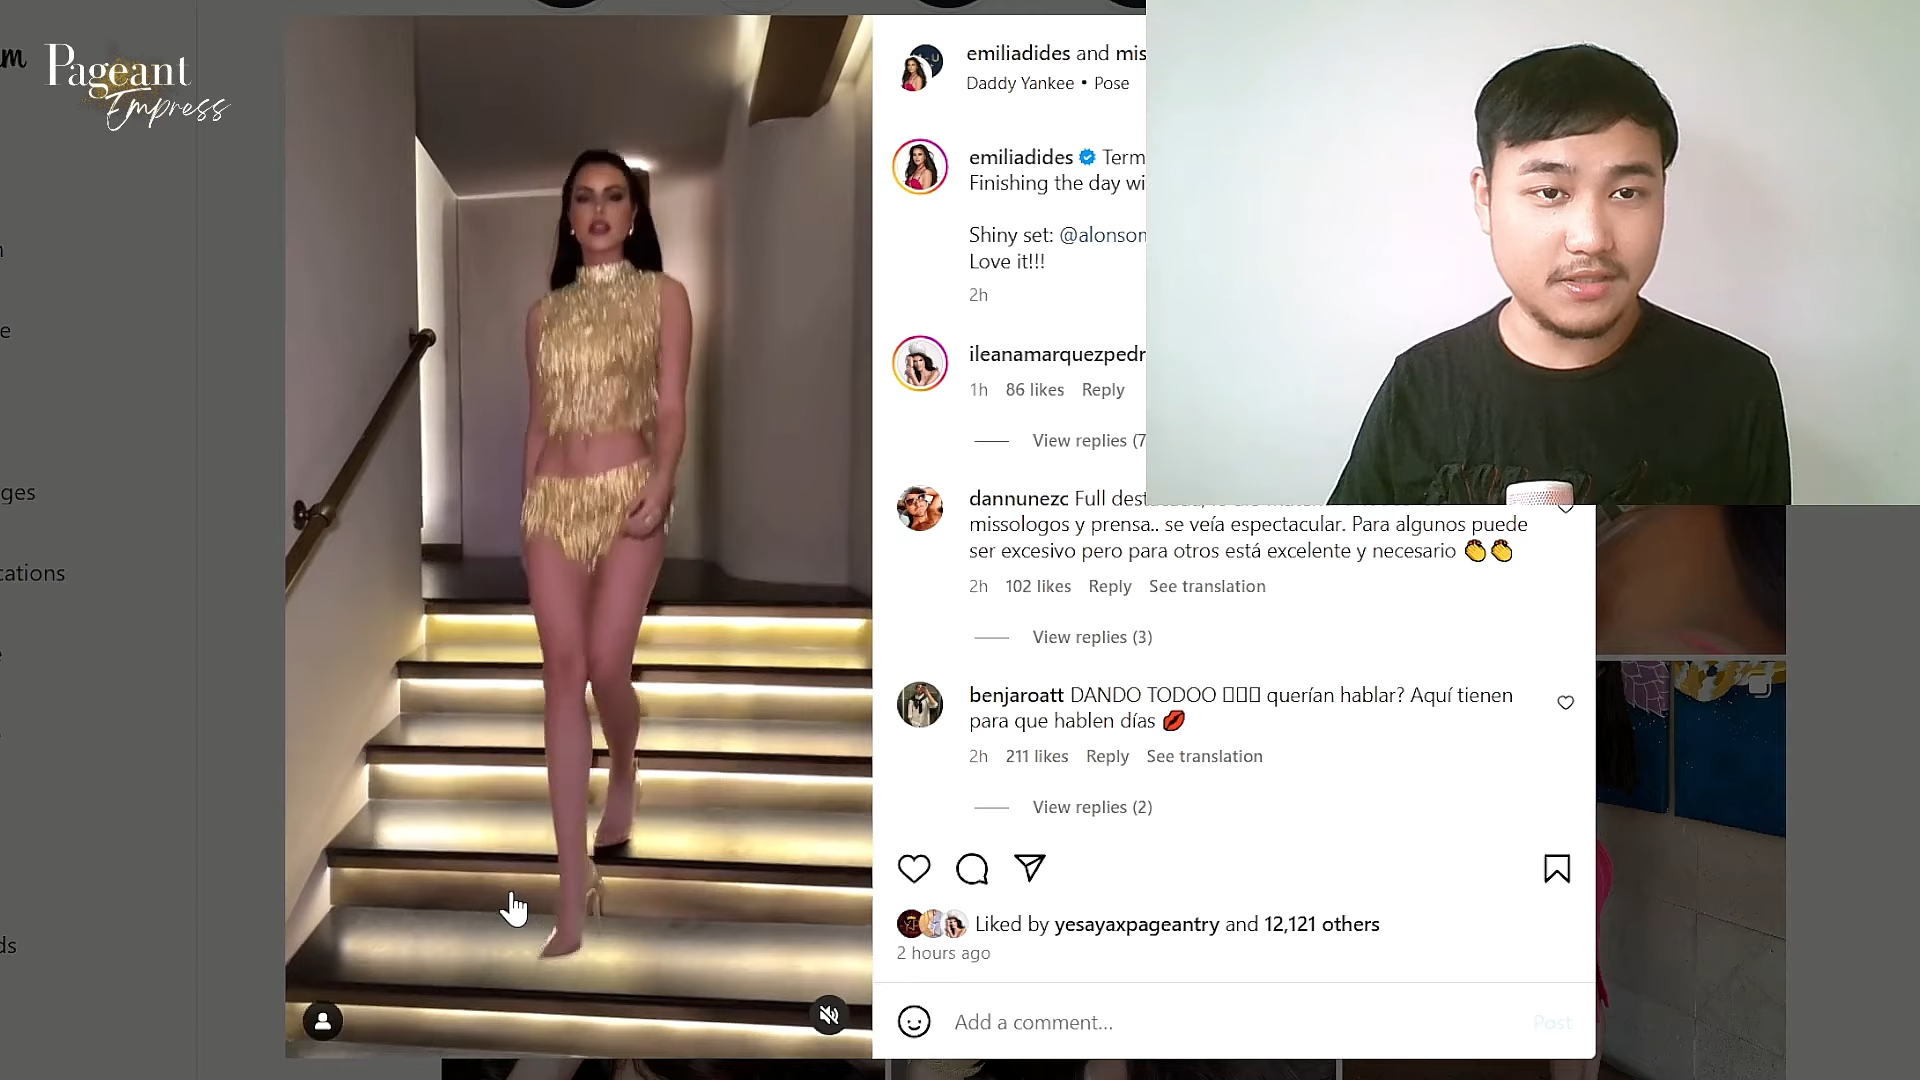 m
Pageant
Empress
ges
cations
ds
emiliadides and mis
Daddy Yankee • Pose
emiliadides Term
Finishing the day wi
Shiny set: @alonson
Love it!!!
2h
ileanamarquezpedr
1h 86 likes Reply
View replies (7
dannunezc Full dest
missologos y prensa.. se veía espectacular. Para algunos puede
ser excesivo pero para otros está excelente y necesario 👏👏
2h 102 likes Reply See translation
View replies (3)
benjaroatt DANDO TODOO querían hablar? Aquí tienen
para que hablen días 💋
2h 211 likes Reply See translation
View replies (2)
Liked by yesayaxpageantry and 12,121 others
2 hours ago
Add a comment...
Post